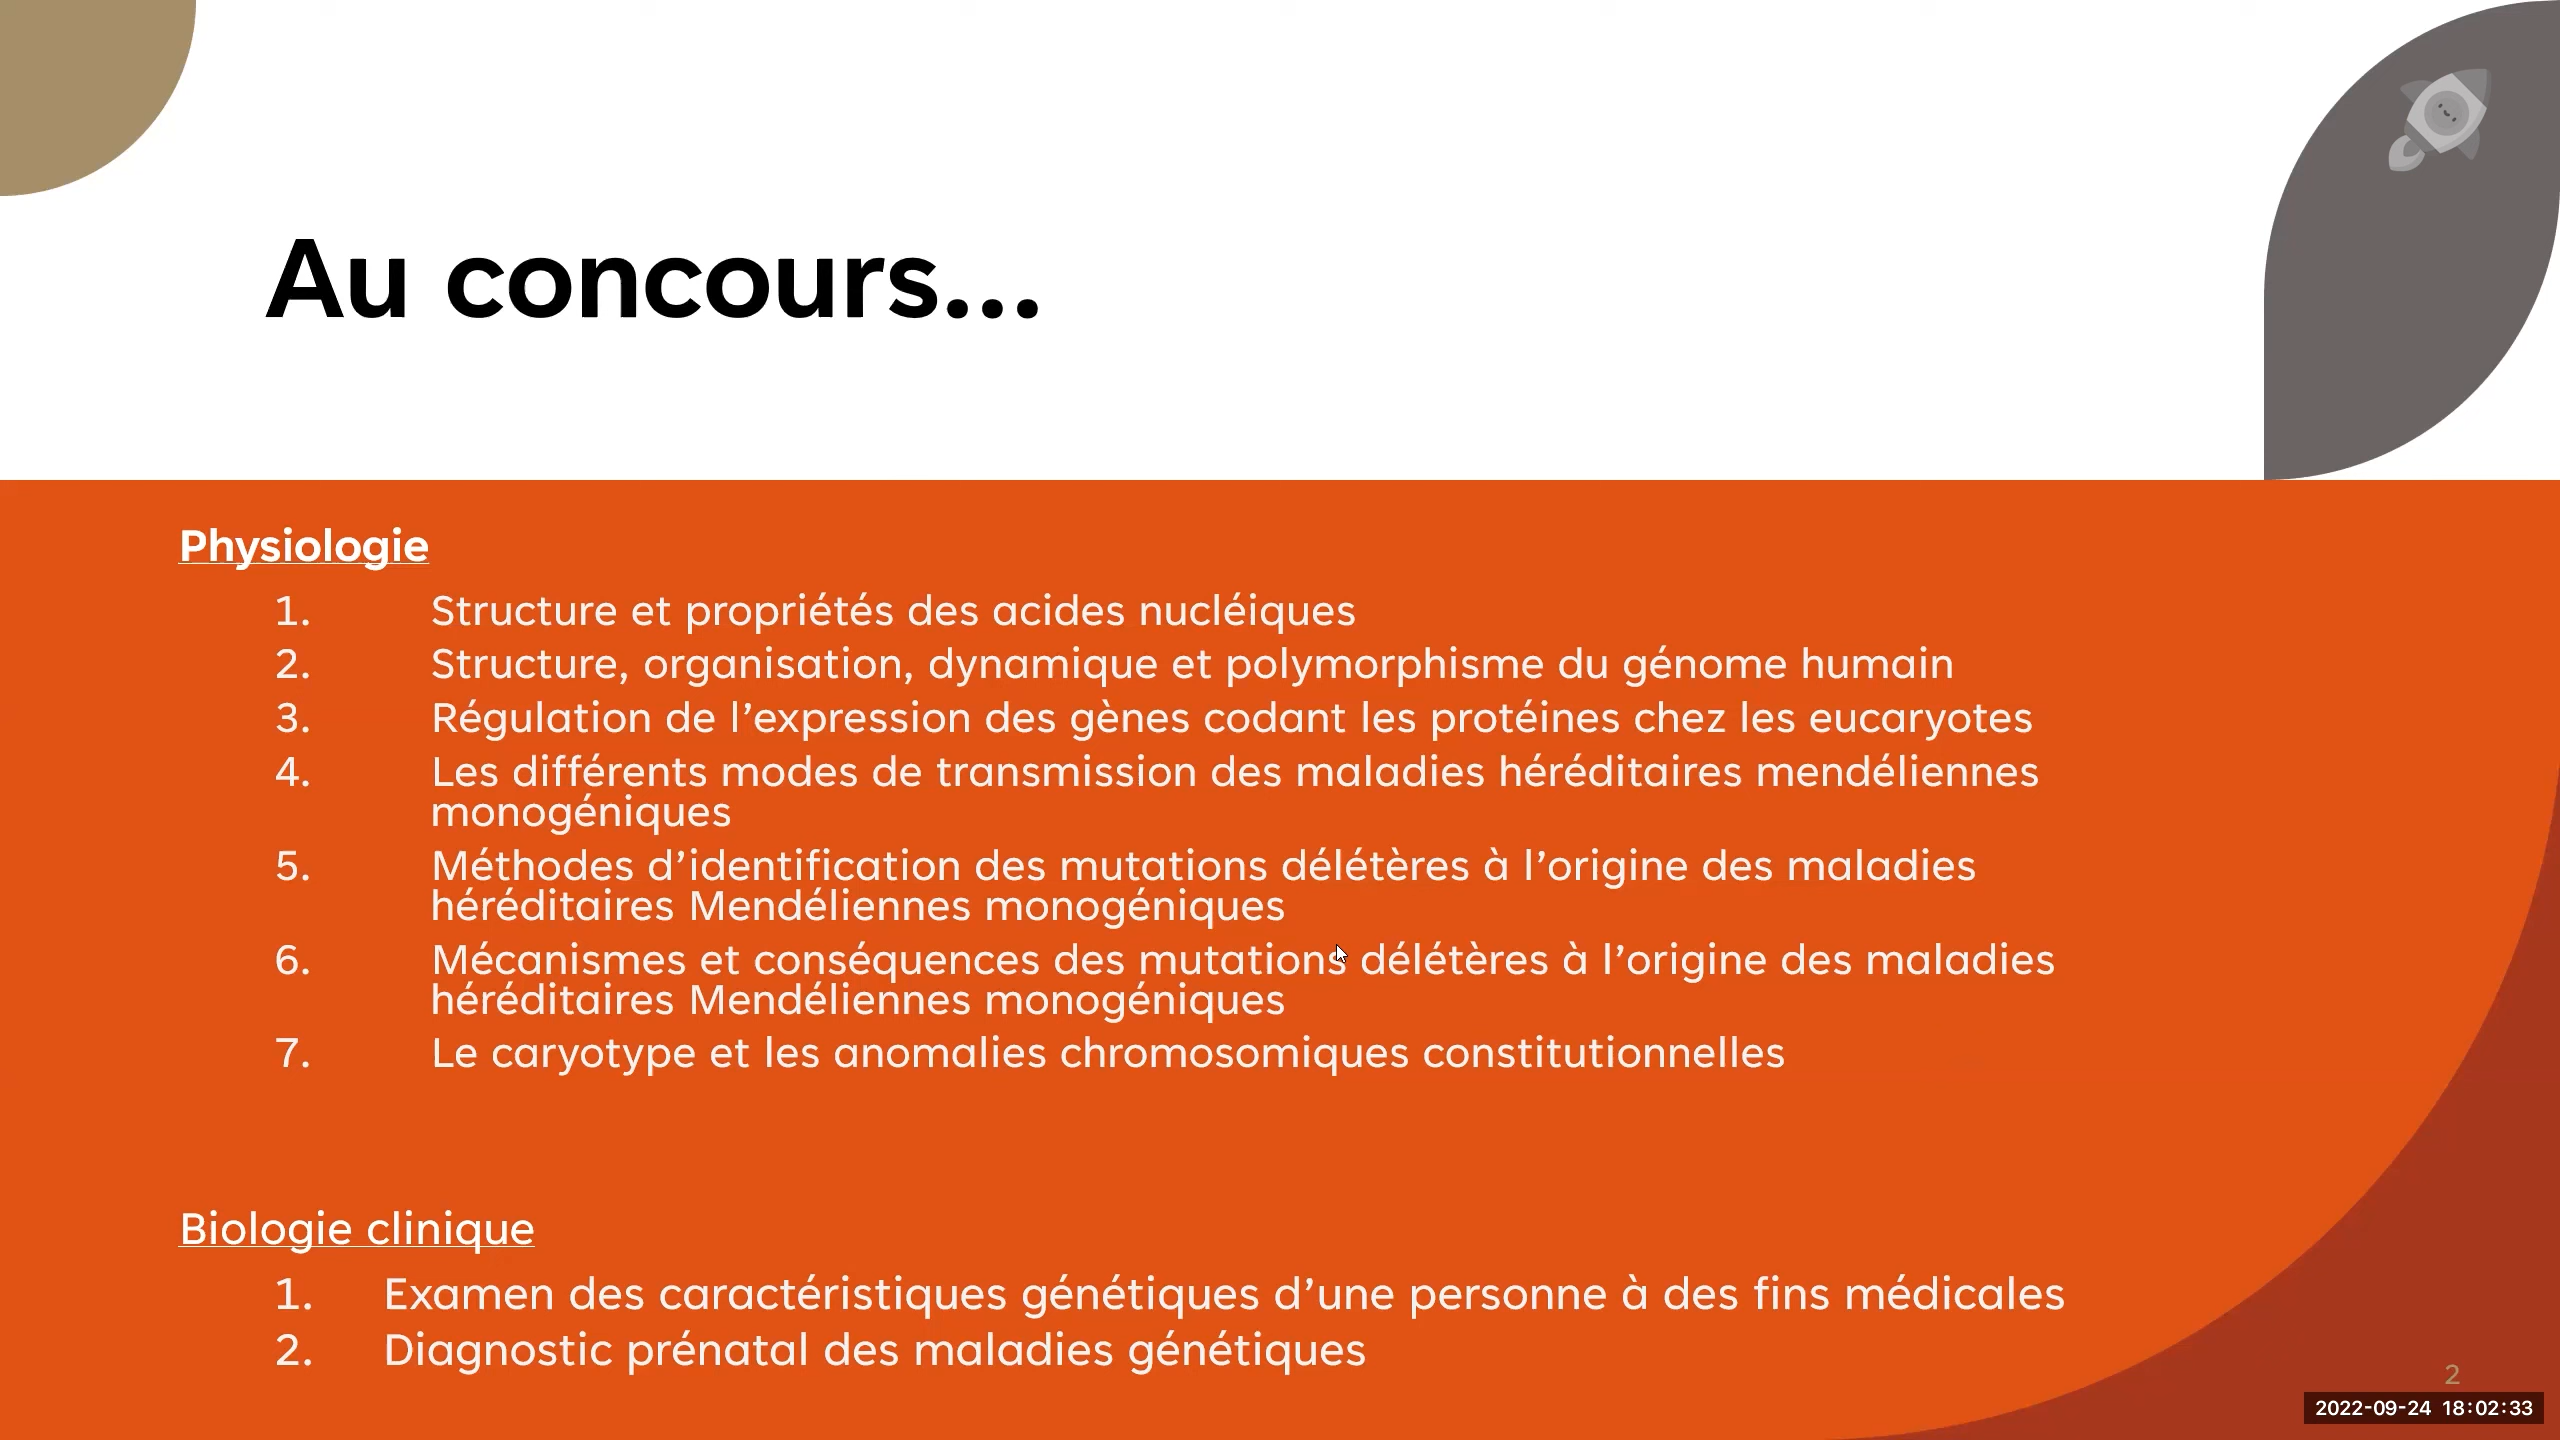 Au concours...
Physiologie
1. Structure et propriétés des acides nucléiques
2. Structure, organisation, dynamique et polymorphisme du génome humain
3. Régulation de l’expression des gènes codant les protéines chez les eucaryotes
4. Les différents modes de transmission des maladies héréditaires mendéliennes
monogéniques
5. Méthodes d’identification des mutations délétères à l’origine des maladies
héréditaires Mendéliennes monogéniques
6. Mécanismes et conséquences des mutations délétères à l’origine des maladies
héréditaires Mendéliennes monogéniques
7. Le caryotype et les anomalies chromosomiques constitutionnelles
Biologie clinique
1. Examen des caractéristiques génétiques d’une personne à des fins médicales
2. Diagnostic prénatal des maladies génétiques
2
2022-09-24 18:02:33